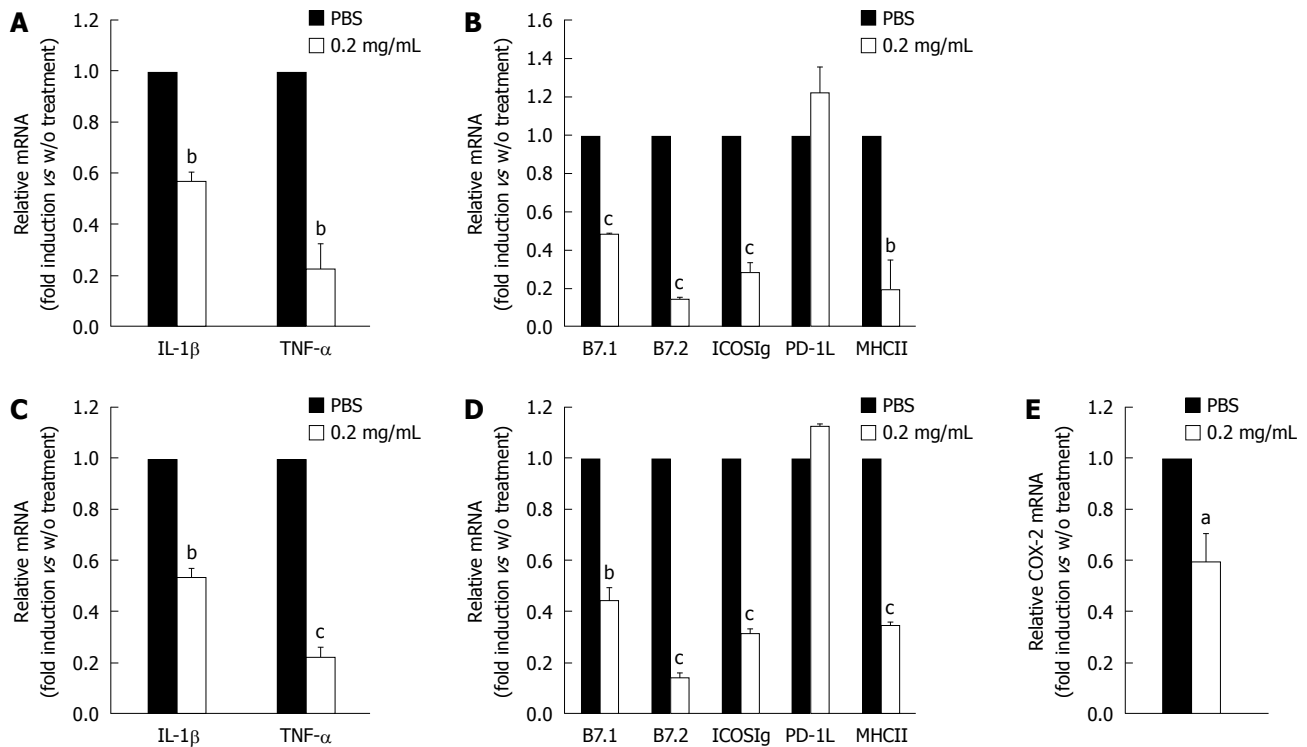 A
PBS
0.2 mg/mL
Relative mRNA
(fold induction vs w/o treatment)
1.2
1.0
0.8
0.6
0.4
0.2
0.0
b
b
IL-1β
TNF-α
B
PBS
0.2 mg/mL
Relative mRNA
(fold induction vs w/o treatment)
1.6
1.4
1.2
1.0
0.8
0.6
0.4
0.2
0.0
c
c
c
b
B7.1
B7.2
ICOSIg
PD-1L
MHCII
C
PBS
0.2 mg/mL
Relative mRNA
(fold induction vs w/o treatment)
1.2
1.0
0.8
0.6
0.4
0.2
0.0
b
c
IL-1β
TNF-α
D
PBS
0.2 mg/mL
Relative mRNA
(fold induction vs w/o treatment)
1.2
1.0
0.8
0.6
0.4
0.2
0.0
b
c
c
c
B7.1
B7.2
ICOSIg
PD-1L
MHCII
E
PBS
0.2 mg/mL
Relative COX-2 mRNA
(fold induction vs w/o treatment)
1.2
1.0
0.8
0.6
0.4
0.2
0.0
a